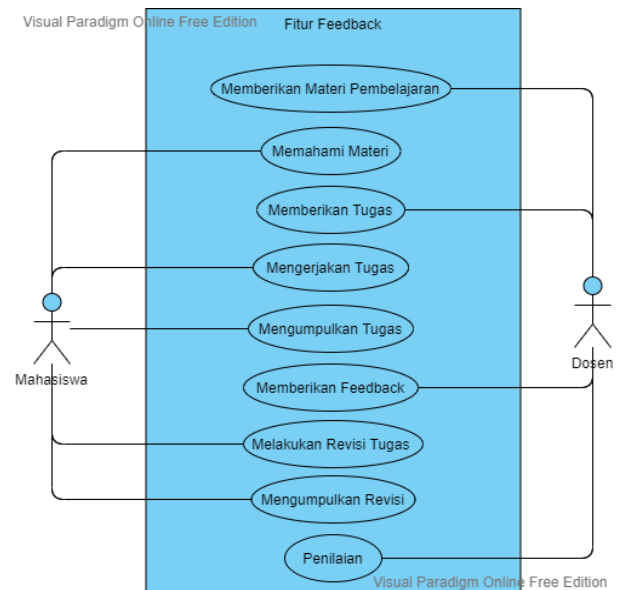 Visual Paradigm Online Free Edition
Fitur Feedback
Memberikan Materi Pembelajaran
Memahami Materi
Memberikan Tugas
Mengerjakan Tugas
Mengumpulkan Tugas
Mahasiswa
Dosen
Memberikan Feedback
Melakukan Revisi Tugas
Mengumpulkan Revisi
Penilaian
Visual Paradigm Online Free Edition